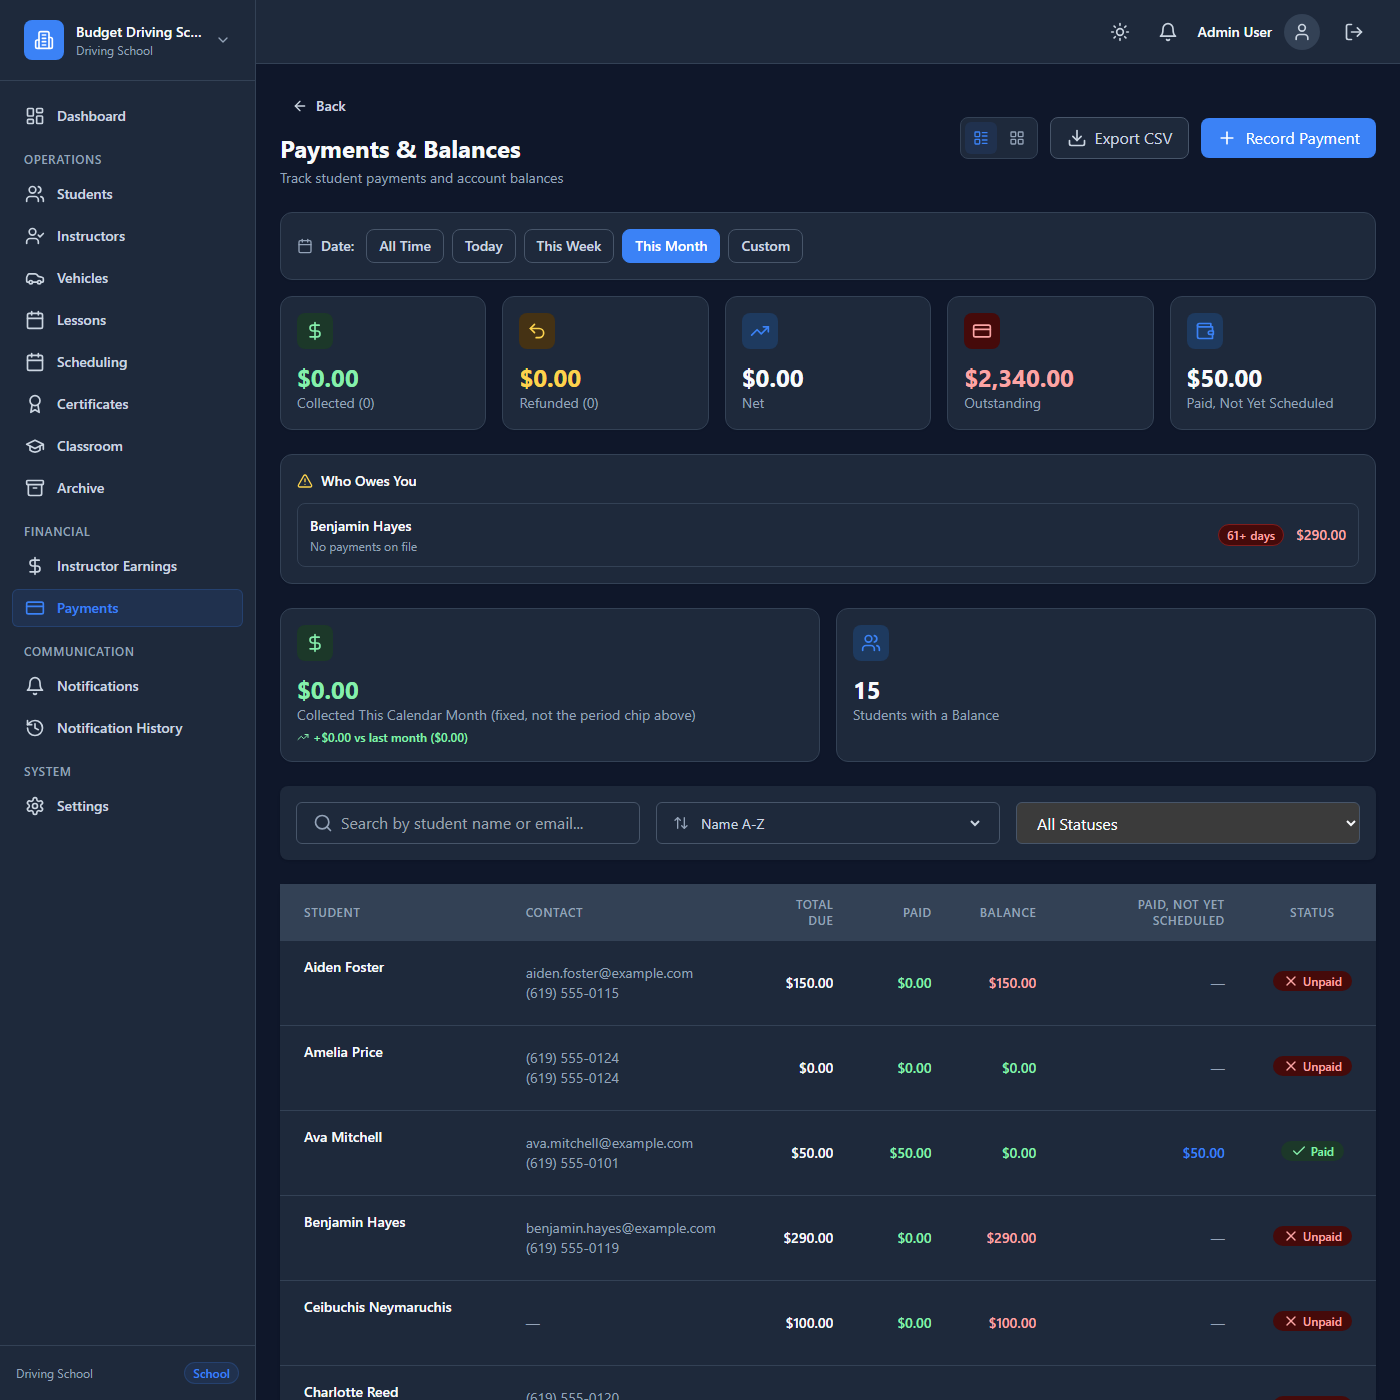 Budget Driving Sc...
Driving School
Admin User
Dashboard
OPERATIONS
Students
Instructors
Vehicles
Lessons
Scheduling
Certificates
Classroom
Archive
FINANCIAL
Instructor Earnings
Payments
COMMUNICATION
Notifications
Notification History
SYSTEM
Settings
Driving School
School
Back
Payments & Balances
Track student payments and account balances
Export CSV
Record Payment
Date:
All Time
Today
This Week
This Month
Custom
$0.00
Collected (0)
$0.00
Refunded (0)
$0.00
Net
$2,340.00
Outstanding
$50.00
Paid, Not Yet Scheduled
Who Owes You
Benjamin Hayes
No payments on file
61+ days
$290.00
$0.00
Collected This Calendar Month (fixed, not the period chip above)
+$0.00 vs last month ($0.00)
15
Students with a Balance
Search by student name or email...
Name A-Z
All Statuses
STUDENT
CONTACT
TOTAL
DUE
PAID
BALANCE
PAID, NOT YET
SCHEDULED
STATUS
Aiden Foster
aiden.foster@example.com
(619) 555-0115
$150.00
$0.00
$150.00
—
Unpaid
Amelia Price
(619) 555-0124
(619) 555-0124
$0.00
$0.00
$0.00
—
Unpaid
Ava Mitchell
ava.mitchell@example.com
(619) 555-0101
$50.00
$50.00
$0.00
$50.00
Paid
Benjamin Hayes
benjamin.hayes@example.com
(619) 555-0119
$290.00
$0.00
$290.00
—
Unpaid
Ceibuchis Neymaruchis
—
$100.00
$0.00
$100.00
—
Unpaid
Charlotte Reed
(619) 555-0120